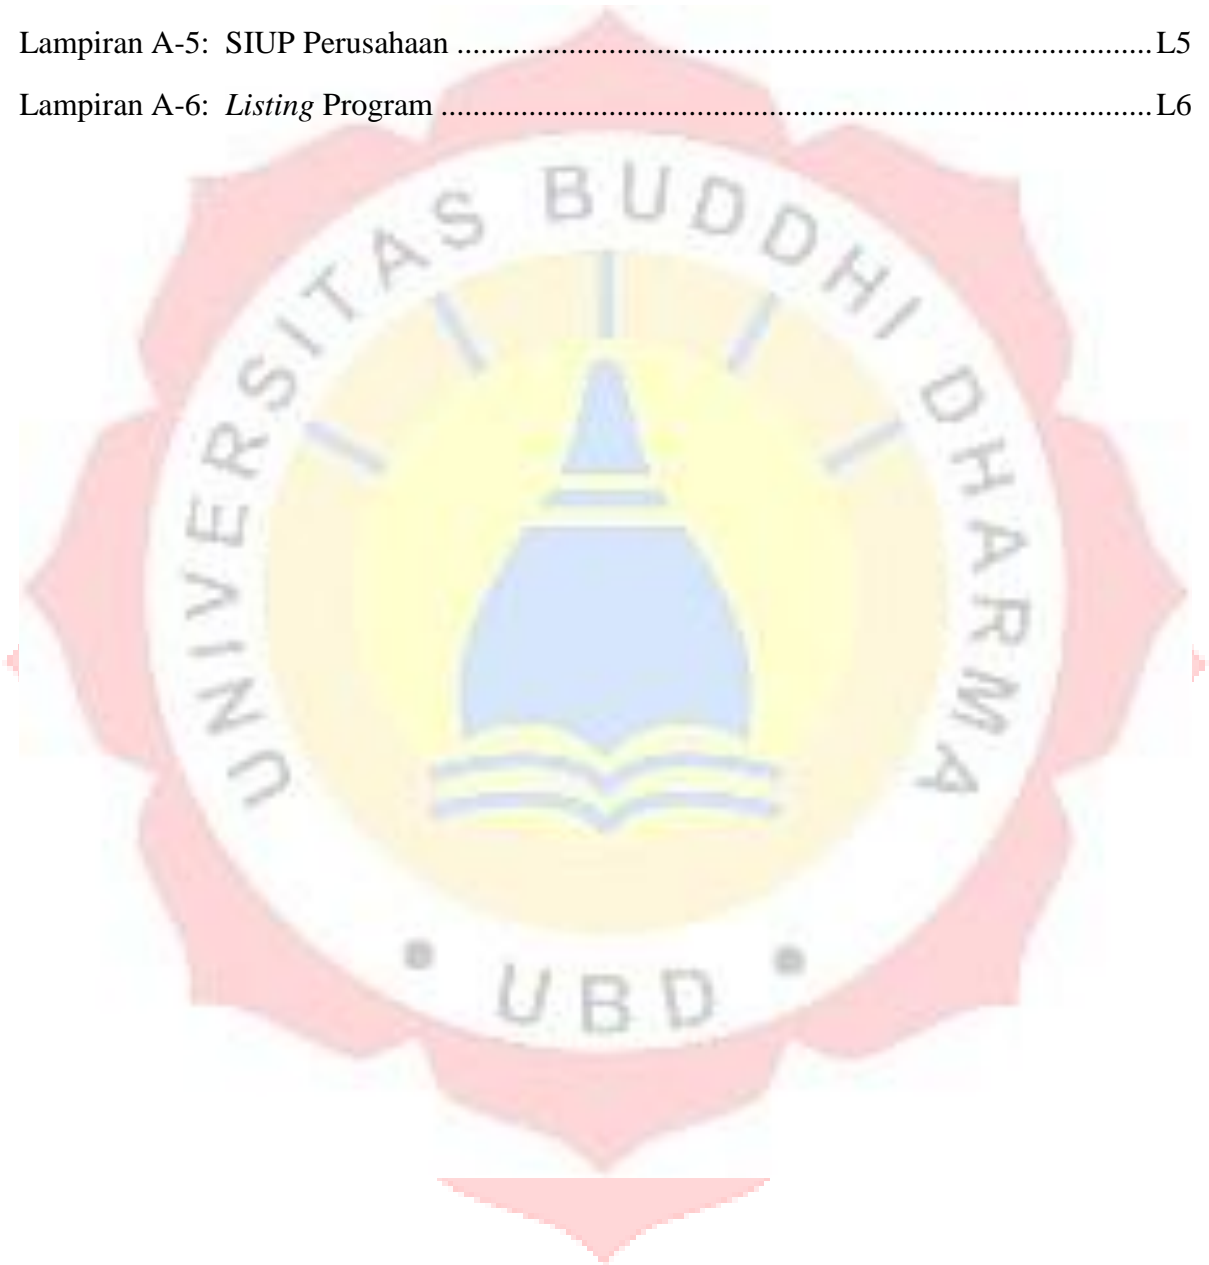 Lampiran A-5:  SIUP Perusahaan ........................................................................................ L5
Lampiran A-6:  Listing Program .......................................................................................... L6
UNIVERSITAS BUDDHI DHARMA
• UBD •